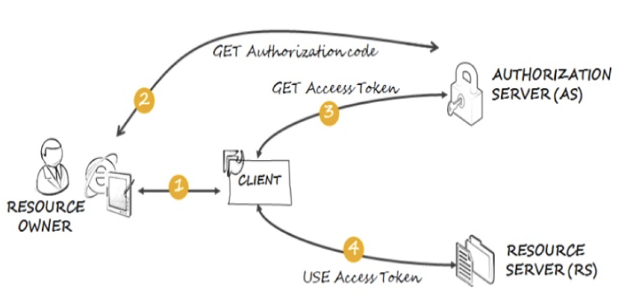 GET Authorization code
2
GET Acceess Token
3
AUTHORIZATION
SERVER (AS)
1
CLIENT
RESOURCE
OWNER
4
USE Access Token
RESOURCE
SERVER (RS)